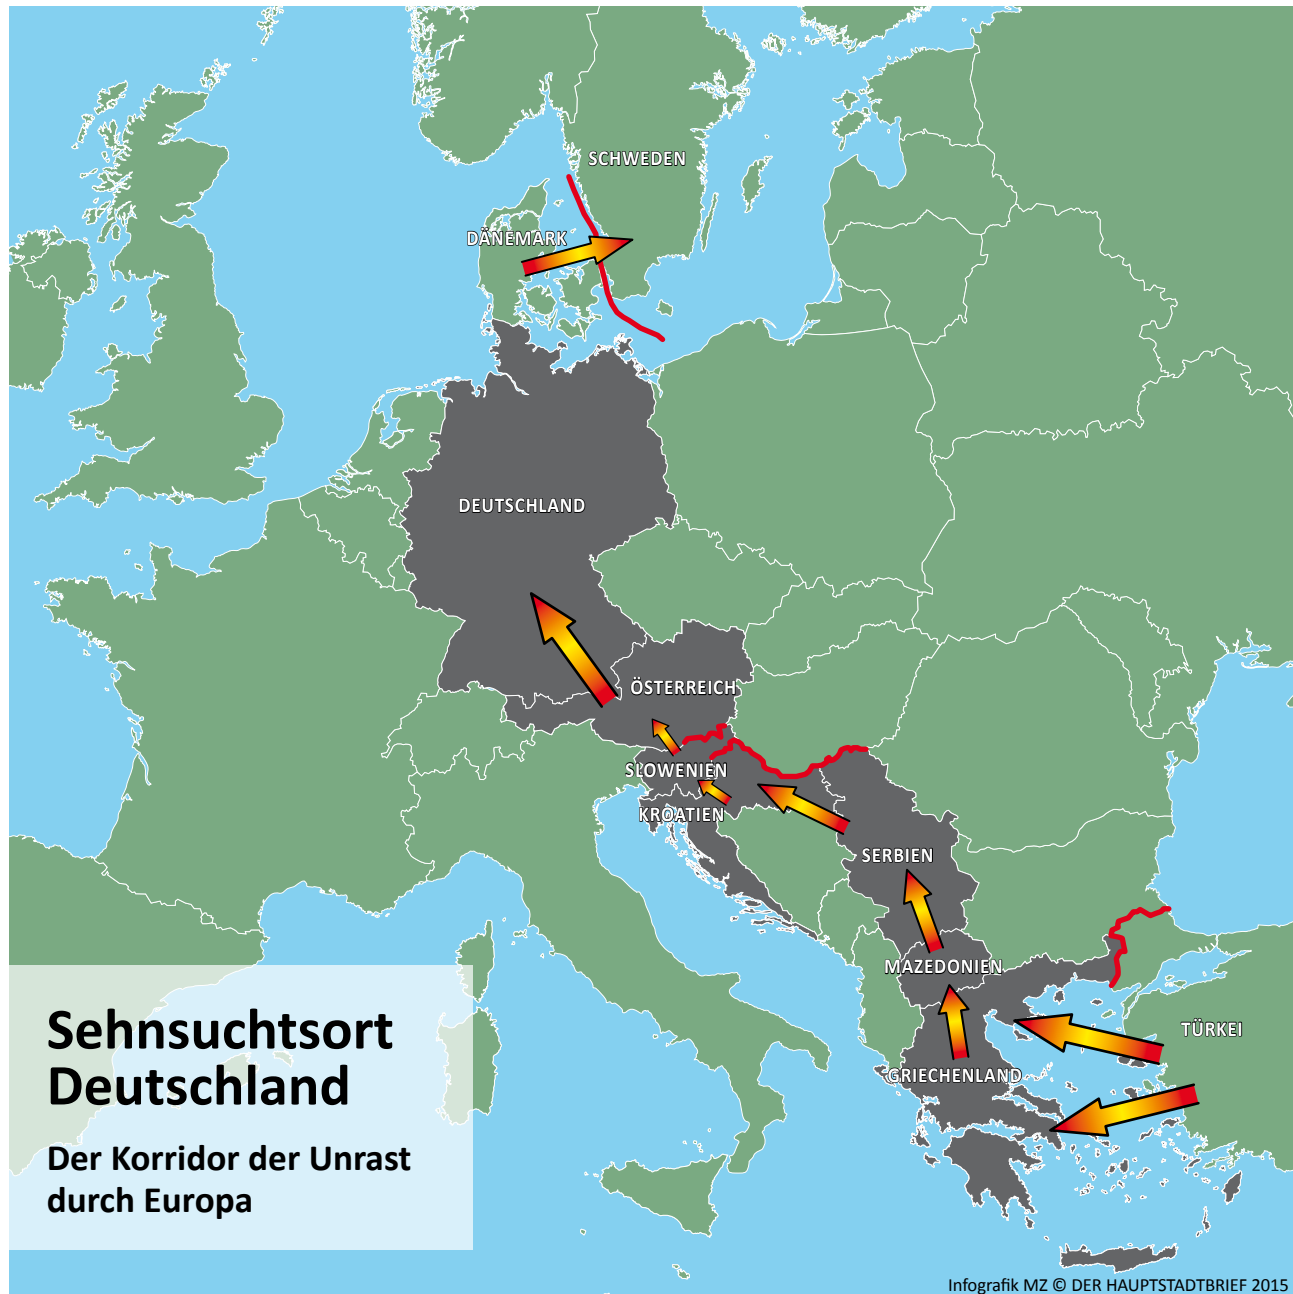 SCHWEDEN
DÄNEMARK
DEUTSCHLAND
ÖSTERREICH
SLOWENIEN
KROATIEN
SERBIEN
MAZEDONIEN
TÜRKEI
GRIECHENLAND
Sehnsuchtsort
Deutschland
Der Korridor der Unrast
durch Europa
Infografik MZ © DER HAUPTSTADTBRIEF 2015